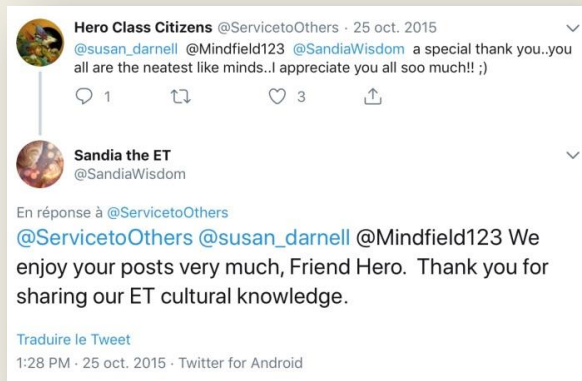 Hero Class Citizens @ServicetoOthers · 25 oct. 2015
@susan_darnell @Mindfield123 @SandiaWisdom a special thank you..you
all are the neatest like minds..I appreciate you all soo much!! ;)
1 3
Sandia the ET
@SandiaWisdom
En réponse à @ServicetoOthers
@ServicetoOthers @susan_darnell @Mindfield123 We
enjoy your posts very much, Friend Hero. Thank you for
sharing our ET cultural knowledge.
Traduire le Tweet
1:28 PM · 25 oct. 2015 · Twitter for Android